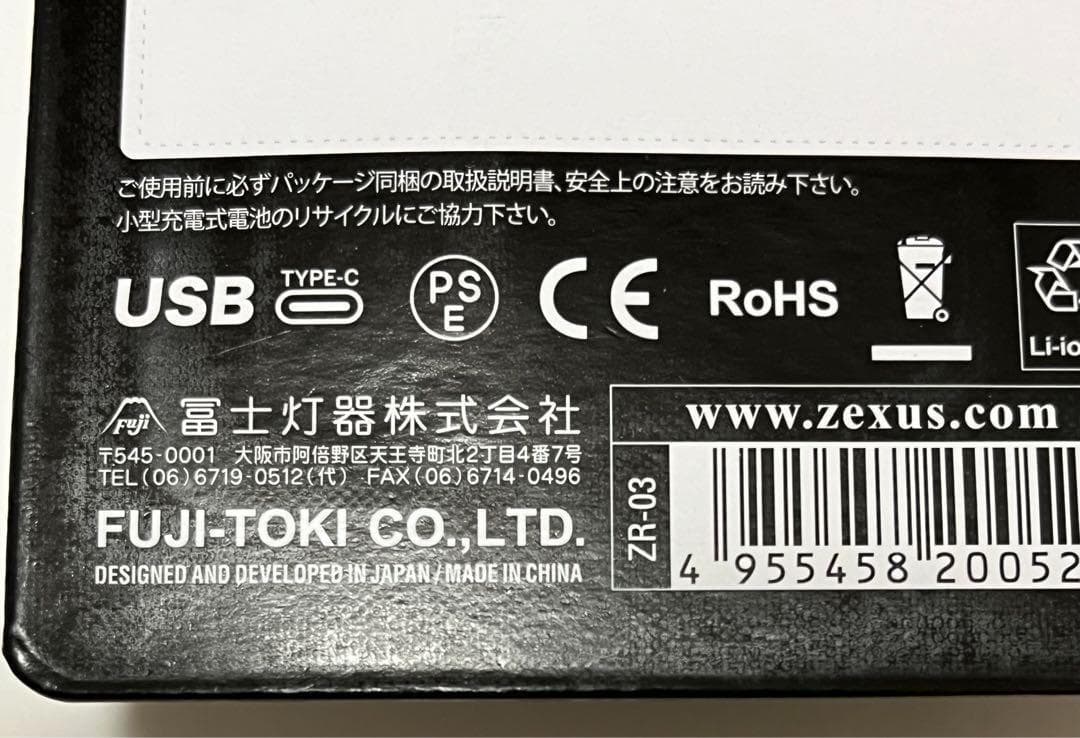 ご使用前に必ずパッケージ同梱の取扱説明書、安全上の注意をお読み下さい。
小型充電式電池のリサイクルにご協力下さい。
USB TYPE-C PSE CE RoHS
Li-io
Fuji 冨士灯器株式会社
〒545-0001 大阪市阿倍野区天王寺町北2丁目4番7号
TEL(06)6719-0512(代) FAX(06)6714-0496
FUJI-TOKI CO.,LTD.
DESIGNED AND DEVELOPED IN JAPAN / MADE IN CHINA
www.zexus.com
ZR-03
4 955458 20052